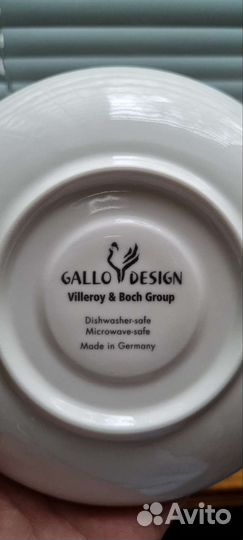 GALLO DESIGN
Villeroy & Boch Group
Dishwasher-safe
Microwave-safe
Made in Germany
Avito